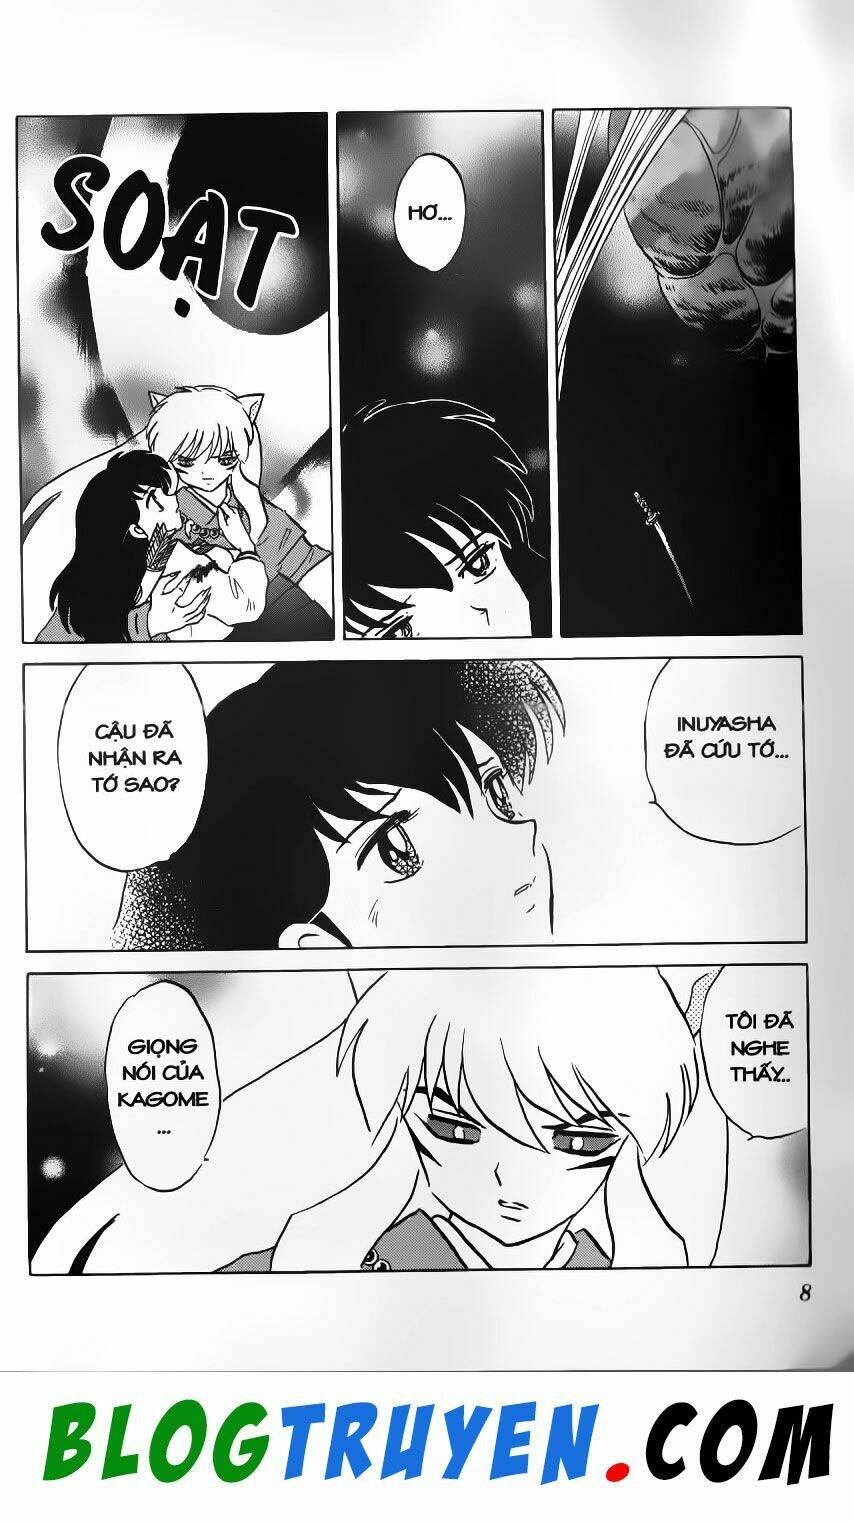 HƠ...
SOẠT
INUYASHA
ĐÃ CỨU TỚ...
CẬU ĐÃ
NHẬN RA
TỚ SAO?
TÔI ĐÃ
NGHE
THẤY...
GIỌNG
NÓI CỦA
KAGOME
...
8
BLOGTRUYEN.COM